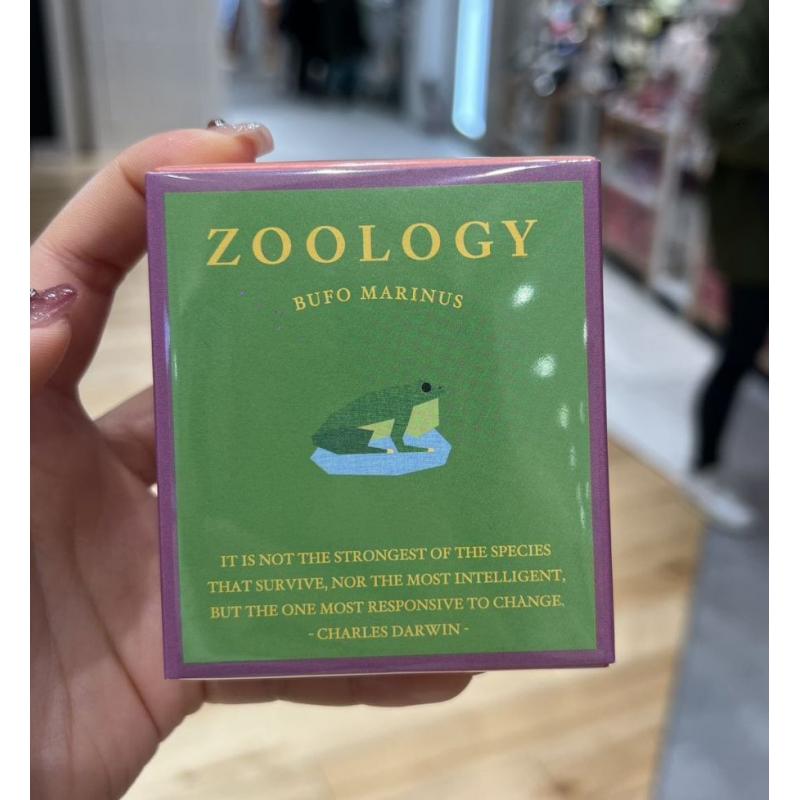 ZOOLOGY
BUFO MARINUS
IT IS NOT THE STRONGEST OF THE SPECIES
THAT SURVIVE, NOR THE MOST INTELLIGENT,
BUT THE ONE MOST RESPONSIVE TO CHANGE.
- CHARLES DARWIN -